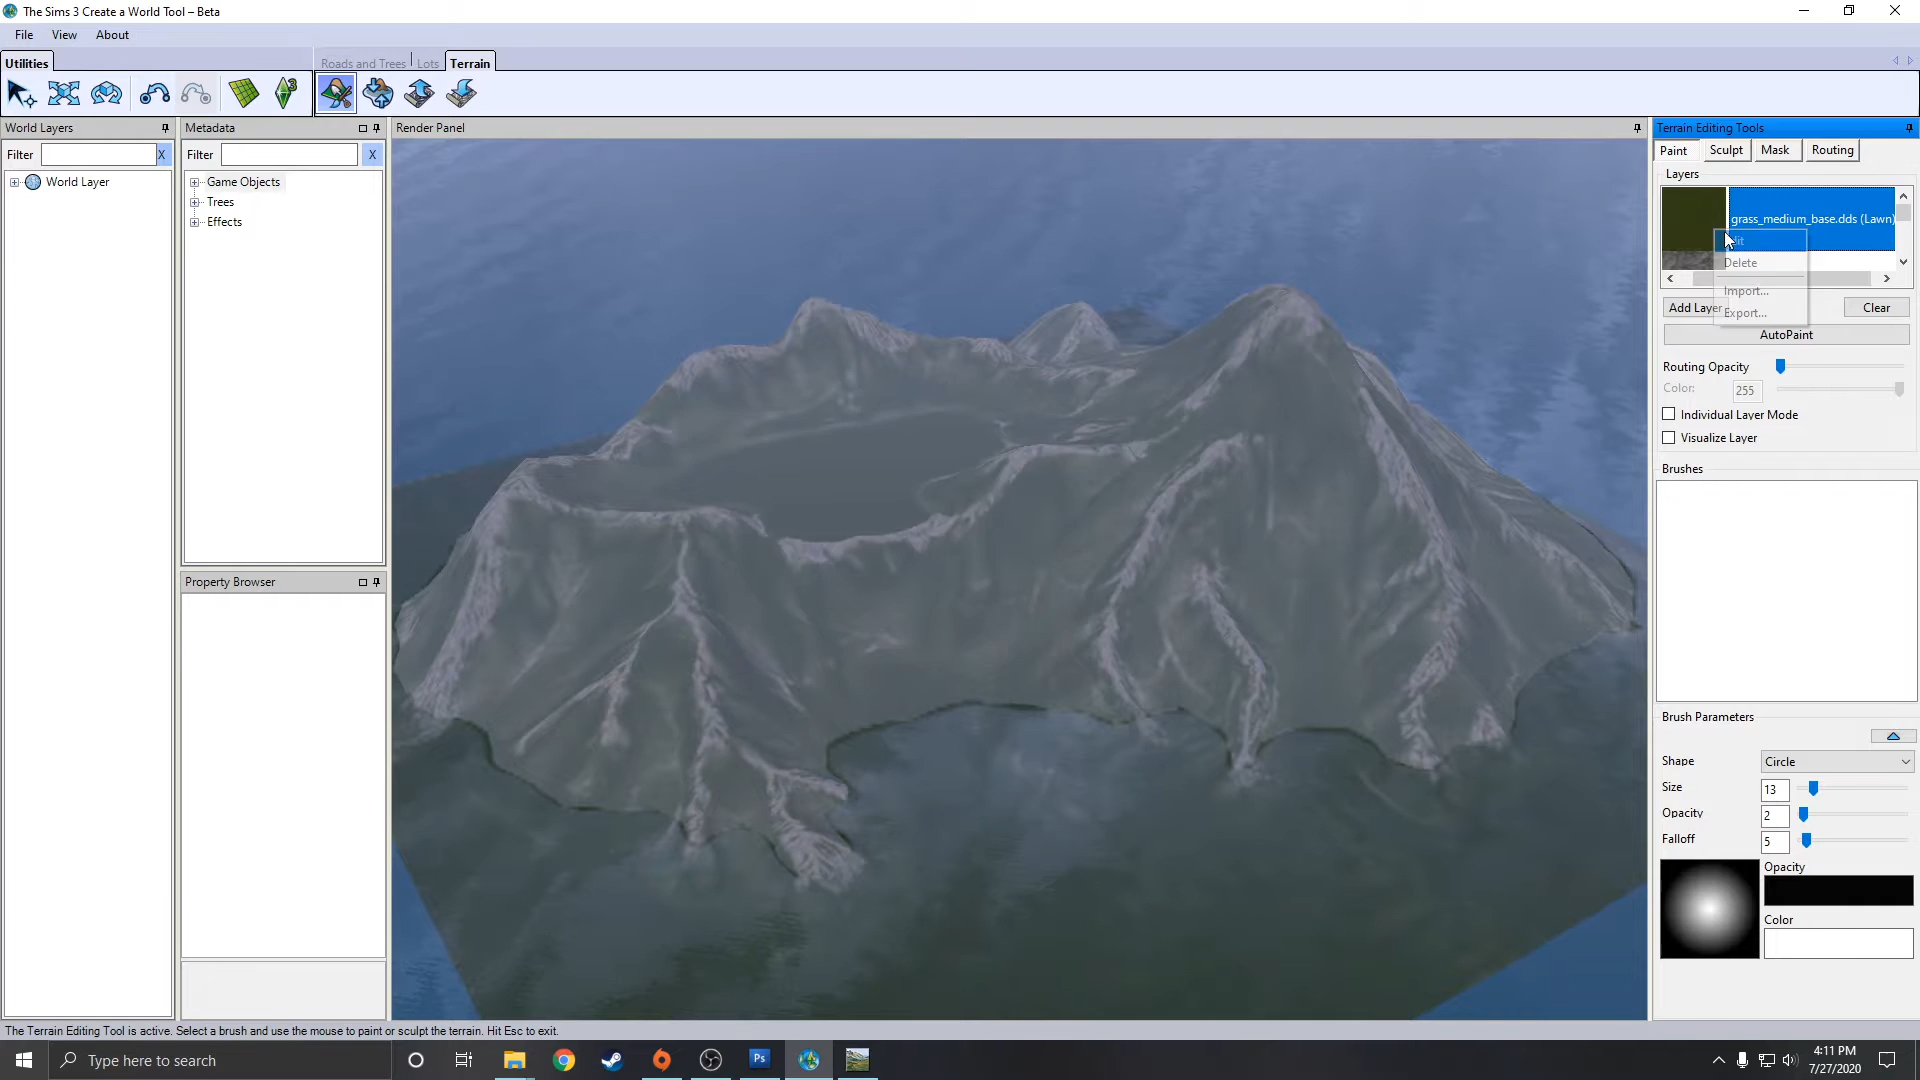 The Sims 3 Create a World Tool – Beta
File View About
Utilities
Roads and Trees Lots Terrain
World Layers
Filter X
World Layer
Metadata
Filter X
Game Objects
Trees
Effects
Property Browser
Render Panel
Terrain Editing Tools
Paint Sculpt Mask Routing
Layers
grass_medium_base.dds (Lawn)
Delete
Import...
Export...
Add Layer Clear
AutoPaint
Routing Opacity
Color: 255
Individual Layer Mode
Visualize Layer
Brushes
Brush Parameters
Shape Circle
Size 13
Opacity 2
Falloff 5
Opacity
Color
The Terrain Editing Tool is active. Select a brush and use the mouse to paint or sculpt the terrain. Hit Esc to exit.
Type here to search
Ps
4:11 PM
7/27/2020